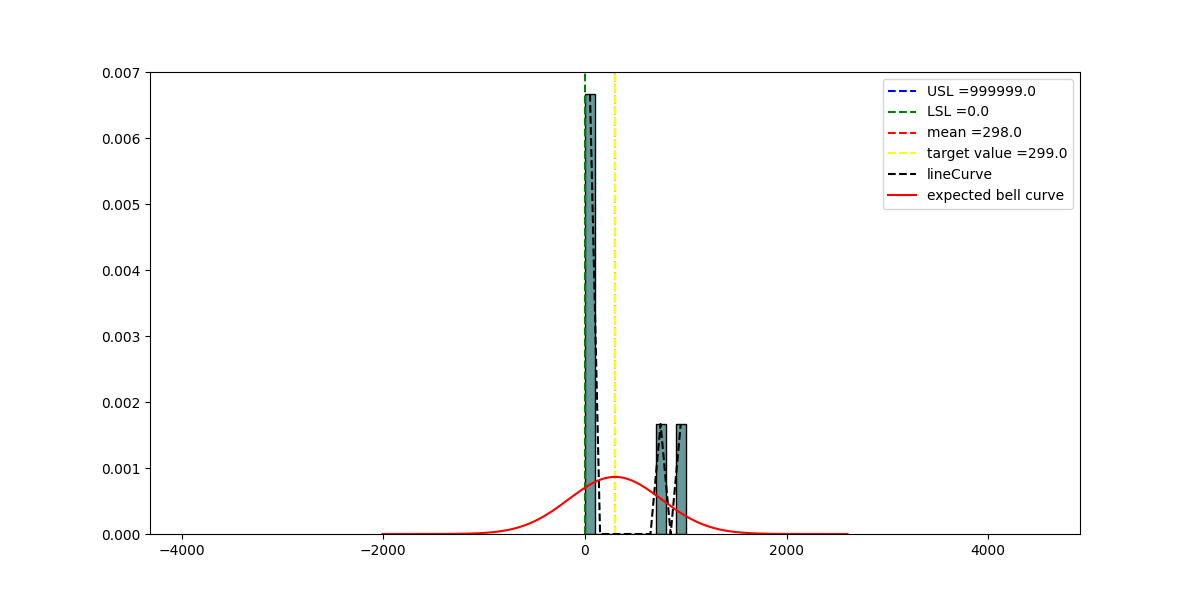 0.007
0.006
0.005
0.004
0.003
0.002
0.001
0.000
−4000
−2000
0
2000
4000
USL =999999.0
LSL =0.0
mean =298.0
target value =299.0
lineCurve
expected bell curve